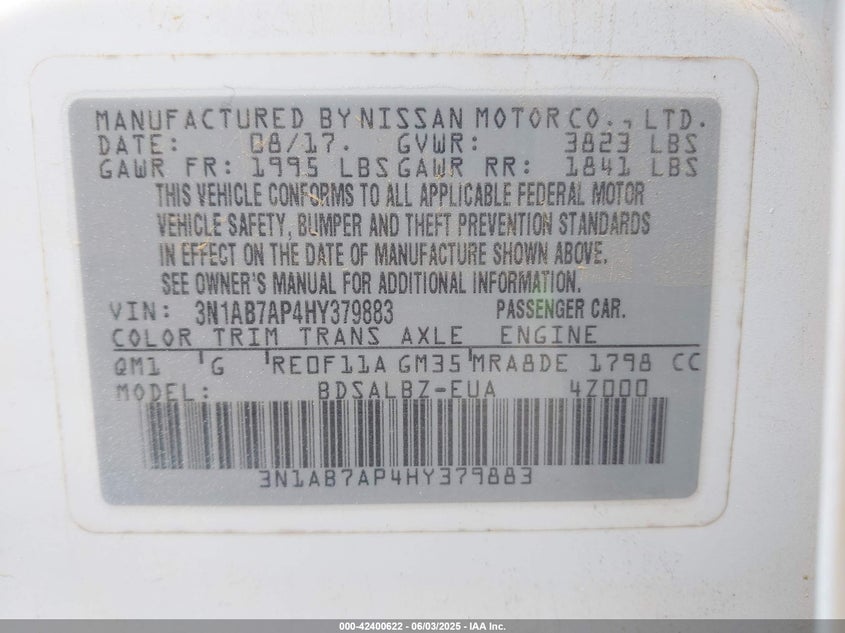 MANUFACTURED BY NISSAN MOTOR CO., LTD.
DATE: 08/17. GVWR: 3823 LBS
GAWR FR: 1995 LBS GAWR RR: 1841 LBS
THIS VEHICLE CONFORMS TO ALL APPLICABLE FEDERAL MOTOR
VEHICLE SAFETY, BUMPER AND THEFT PREVENTION STANDARDS
IN EFFECT ON THE DATE OF MANUFACTURE SHOWN ABOVE.
SEE OWNER'S MANUAL FOR ADDITIONAL INFORMATION.
VIN: 3N1AB7AP4HY379883 PASSENGER CAR.
COLOR TRIM TRANS AXLE ENGINE
QM1 G RE0F11A GM35 MRA8DE 1798 CC
MODEL: BDSALBZ-EUA 4Z000
3N1AB7AP4HY379883
000-42400622 - 06/03/2025 - IAA Inc.